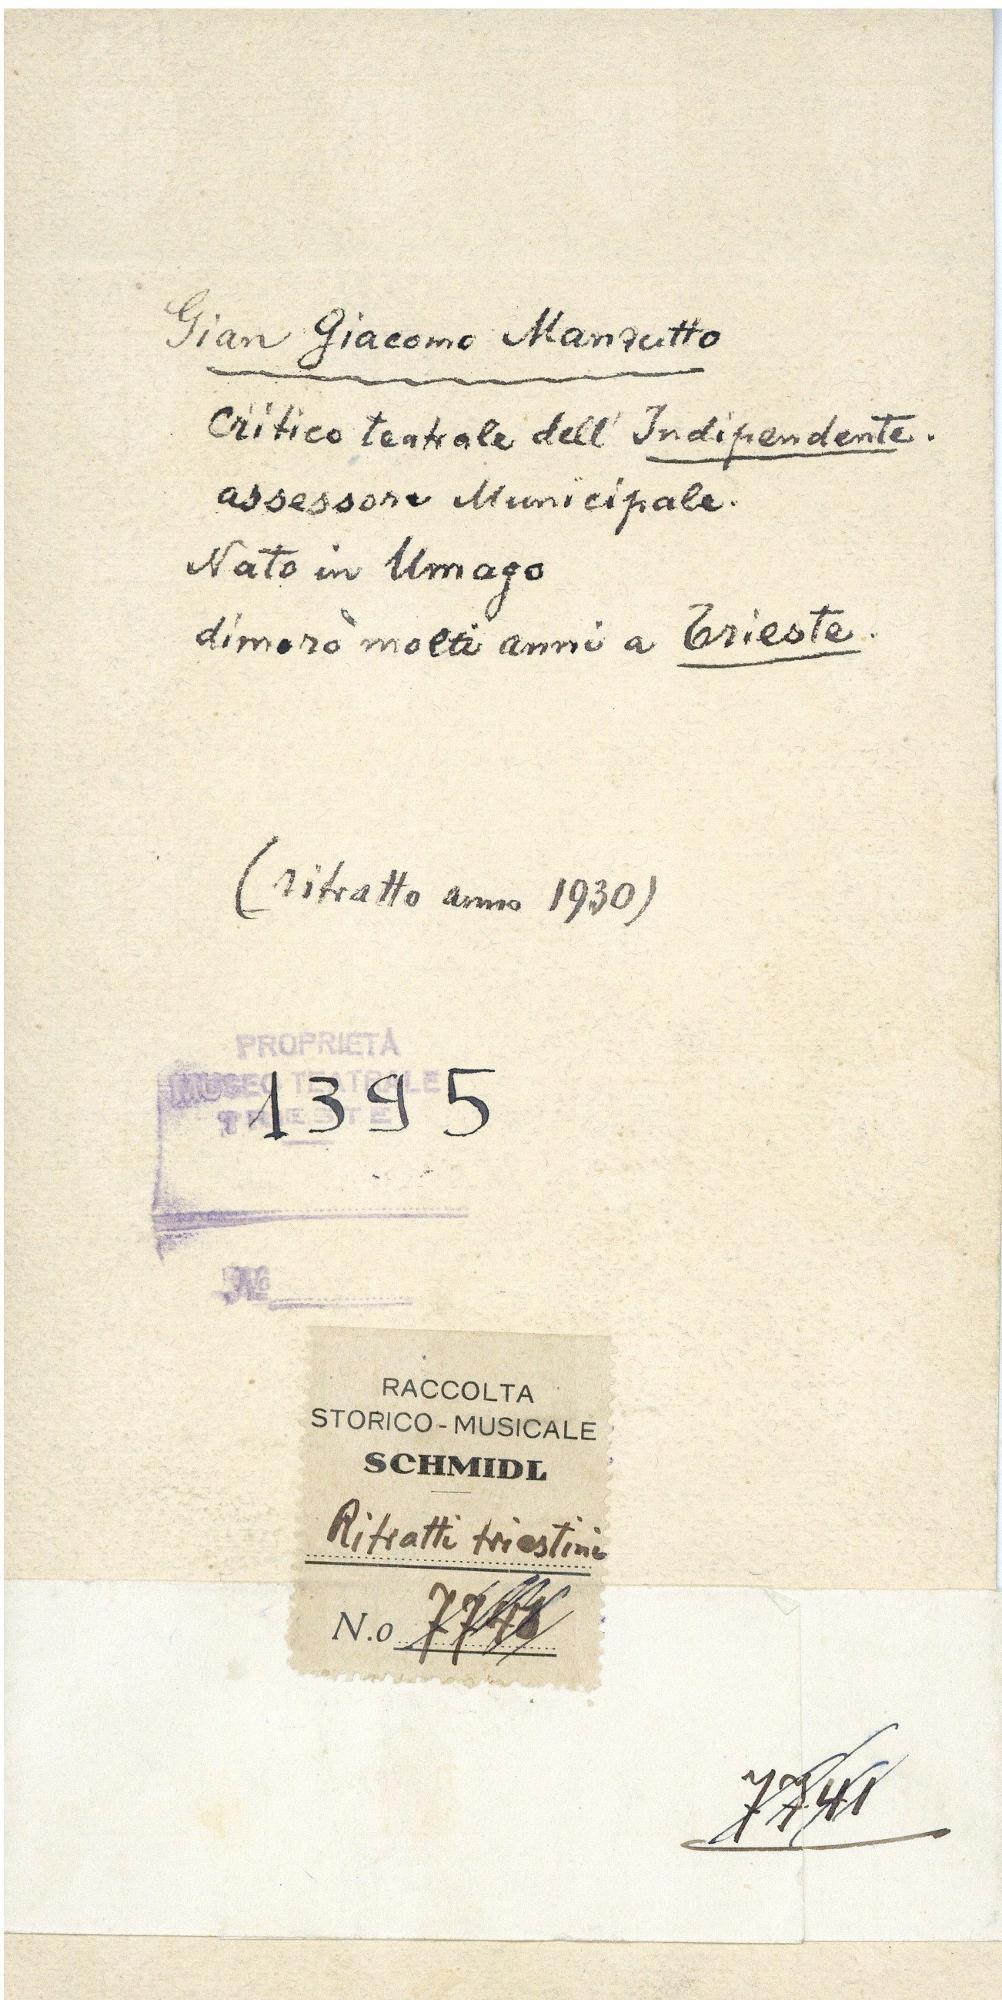 Gian Giacomo Manzutto
Critico teatrale dell' Indipendente.
assessore Municipale.
Nato in Umago
dimorò molti anni a Trieste.
(ritratto anno 1930)
PROPRIETÀ
MUSEO TEATRALE
TRIESTE
1395
No
RACCOLTA
STORICO-MUSICALE
SCHMIDL
Ritratti triestini
N.o
7741